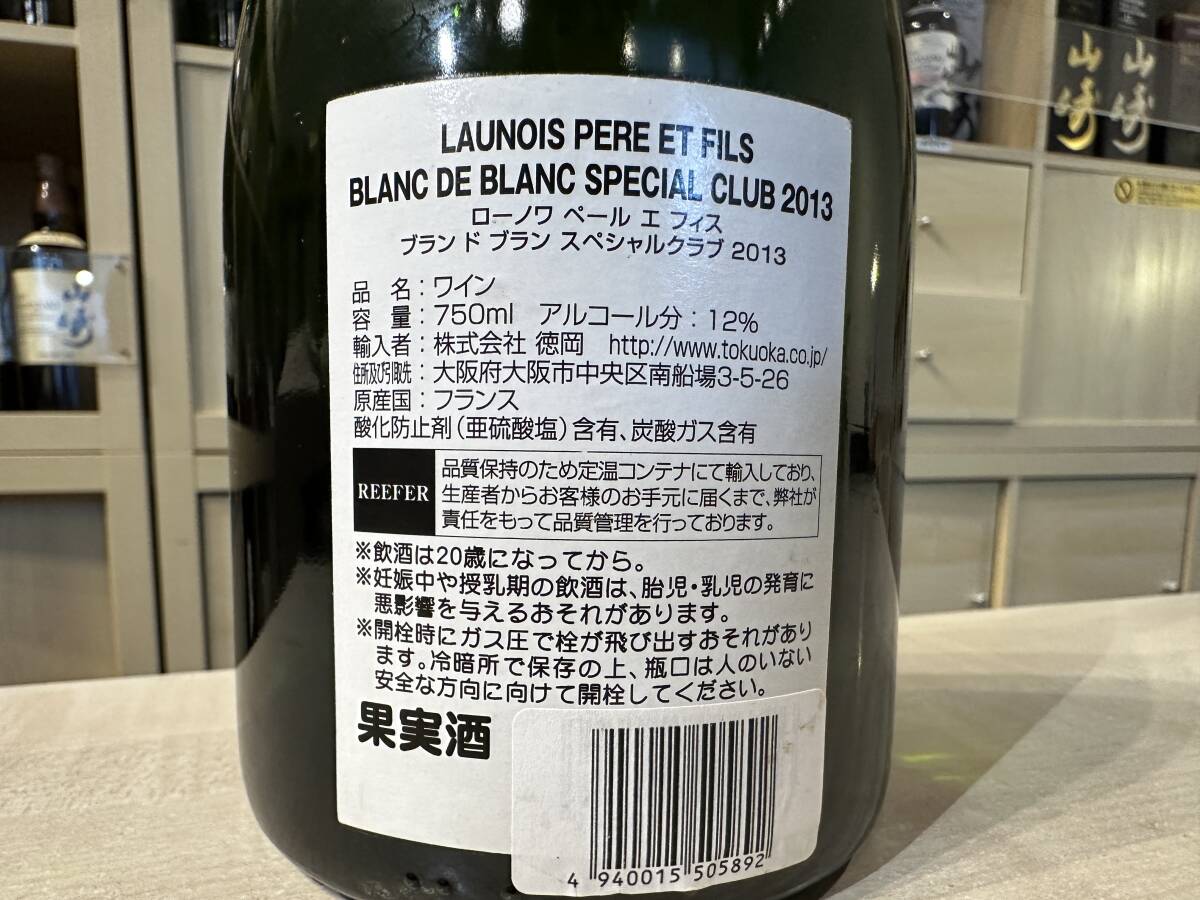 LAUNOIS PERE ET FILS
BLANC DE BLANC SPECIAL CLUB 2013
ローノワ ペール エ フィス
ブラン ド ブラン スペシャルクラブ 2013
品 名：ワイン
容 量：750ml アルコール分：12%
輸入者：株式会社 徳岡 http://www.tokuoka.co.jp/
住所及び引取先：大阪府大阪市中央区南船場3-5-26
原産国：フランス
酸化防止剤（亜硫酸塩）含有、炭酸ガス含有
REEFER
品質保持のため定温コンテナにて輸入しており、
生産者からお客様のお手元に届くまで、弊社が
責任をもって品質管理を行っております。
※飲酒は20歳になってから。
※妊娠中や授乳期の飲酒は、胎児・乳児の発育に
悪影響を与えるおそれがあります。
※開栓時にガス圧で栓が飛び出すおそれがあり
ます。冷暗所で保存の上、瓶口は人のいない
安全な方向に向けて開栓してください。
果実酒
4 940015 505892
山崎
山崎
山崎